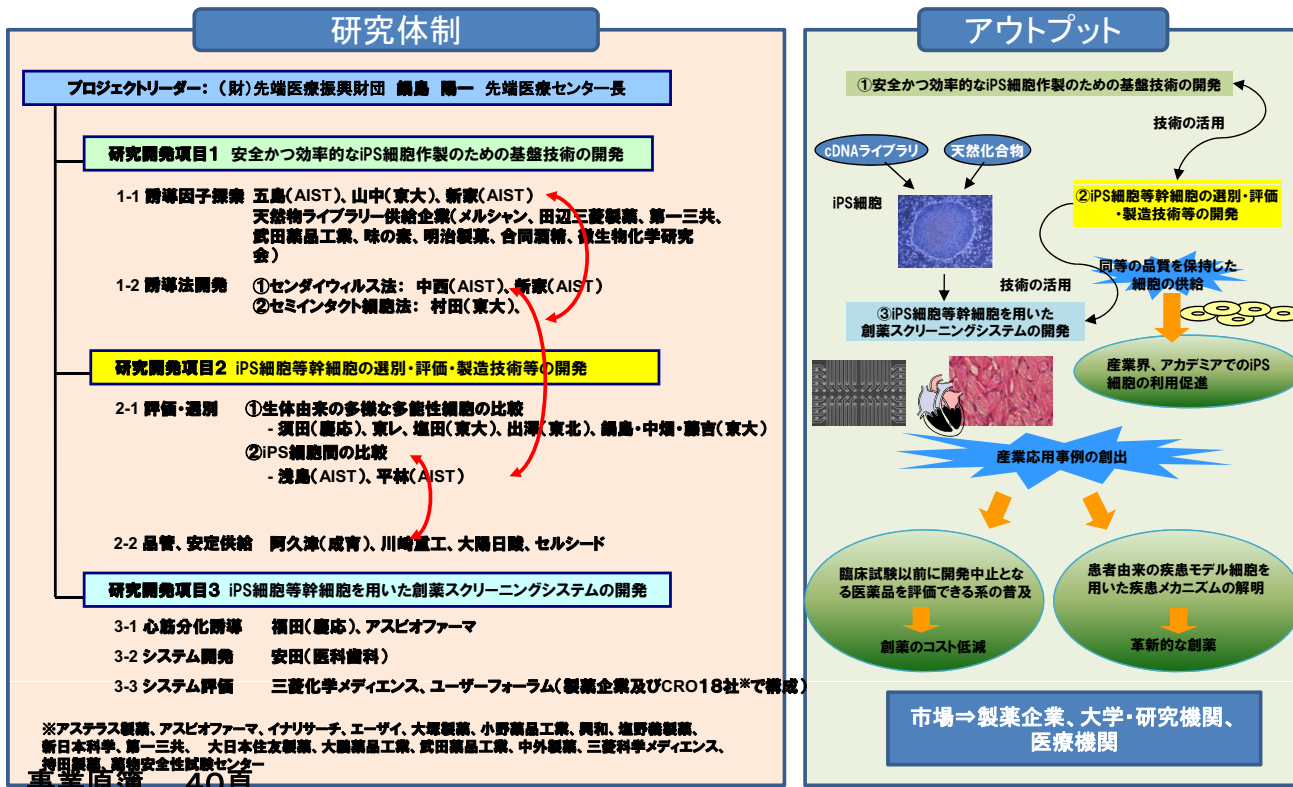 研究体制
プロジェクトリーダー： （財）先端医療振興財団 鍋島 陽一 先端医療センター長
研究開発項目1 安全かつ効率的なiPS細胞作製のための基盤技術の開発
1-1 誘導因子探索 五島（AIST）、山中（東大）、新家（AIST）
天然物ライブラリー供給企業（メルシャン、田辺三菱製薬、第一三共、
武田薬品工業、味の素、明治製菓、合同酒精、微生物化学研究
会）
1-2 誘導法開発 ①センダイウィルス法： 中西（AIST）、新家（AIST）
②セミインタクト細胞法： 村田（東大）、
研究開発項目2 iPS細胞等幹細胞の選別・評価・製造技術等の開発
2-1 評価・選別 ①生体由来の多様な多能性細胞の比較
- 須田（慶応）、東レ、塩田（東大）、出澤（東北）、鍋島・中畑・藤吉（東大）
②iPS細胞間の比較
- 浅島（AIST）、平林（AIST）
2-2 品管、安定供給 阿久津（成育）、川崎重工、大陽日酸、セルシード
研究開発項目3 iPS細胞等幹細胞を用いた創薬スクリーニングシステムの開発
3-1 心筋分化誘導 福田（慶応）、アスビオファーマ
3-2 システム開発 安田（医科歯科）
3-3 システム評価 三菱化学メディエンス、ユーザーフォーラム（製薬企業及びCRO18社※で構成）
※アステラス製薬、アスビオファーマ、イナリサーチ、エーザイ、大塚製薬、小野薬品工業、興和、塩野義製薬、
新日本科学、第一三共、 大日本住友製薬、大鵬薬品工業、武田薬品工業、中外製薬、三菱科学メディエンス、
持田製薬、薬物安全性試験センター
事業原簿 40頁
アウトプット
①安全かつ効率的なiPS細胞作製のための基盤技術の開発
技術の活用
cDNAライブラリ 天然化合物
iPS細胞
②iPS細胞等幹細胞の選別・評価
・製造技術等の開発
同等の品質を保持した
細胞の供給
技術の活用
③iPS細胞等幹細胞を用いた
創薬スクリーニングシステムの開発
産業界、アカデミアでのiPS
細胞の利用促進
産業応用事例の創出
臨床試験以前に開発中止とな
る医薬品を評価できる系の普及
創薬のコスト低減
患者由来の疾患モデル細胞を
用いた疾患メカニズムの解明
革新的な創薬
市場⇒製薬企業、大学・研究機関、
医療機関